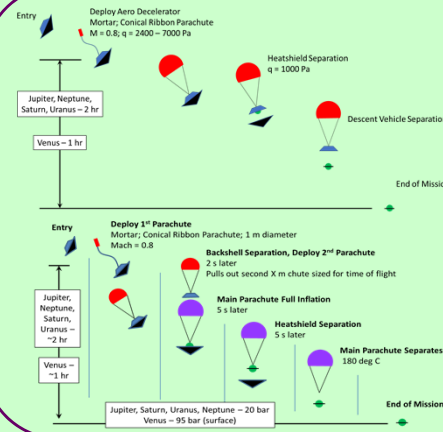 Entry
Deploy Aero Decelerator
Mortar; Conical Ribbon Parachute
M = 0.8; q = 2400 – 7000 Pa
Heatshield Separation
q = 1000 Pa
Jupiter, Neptune,
Saturn, Uranus – 2 hr
Descent Vehicle Separatio
Venus – 1 hr
End of Missio
Entry
Deploy 1st Parachute
Mortar; Conical Ribbon Parachute; 1 m diameter
Mach = 0.8
Backshell Separation, Deploy 2nd Parachute
2 s later
Pulls out second X m chute sized for time of flight
Jupiter,
Neptune,
Saturn,
Uranus –
~2 hr
Main Parachute Full Inflation
5 s later
Heatshield Separation
5 s later
Main Parachute Separates
180 deg C
Venus –
~1 hr
Jupiter, Saturn, Uranus, Neptune – 20 bar
Venus – 95 bar (surface)
End of Missio